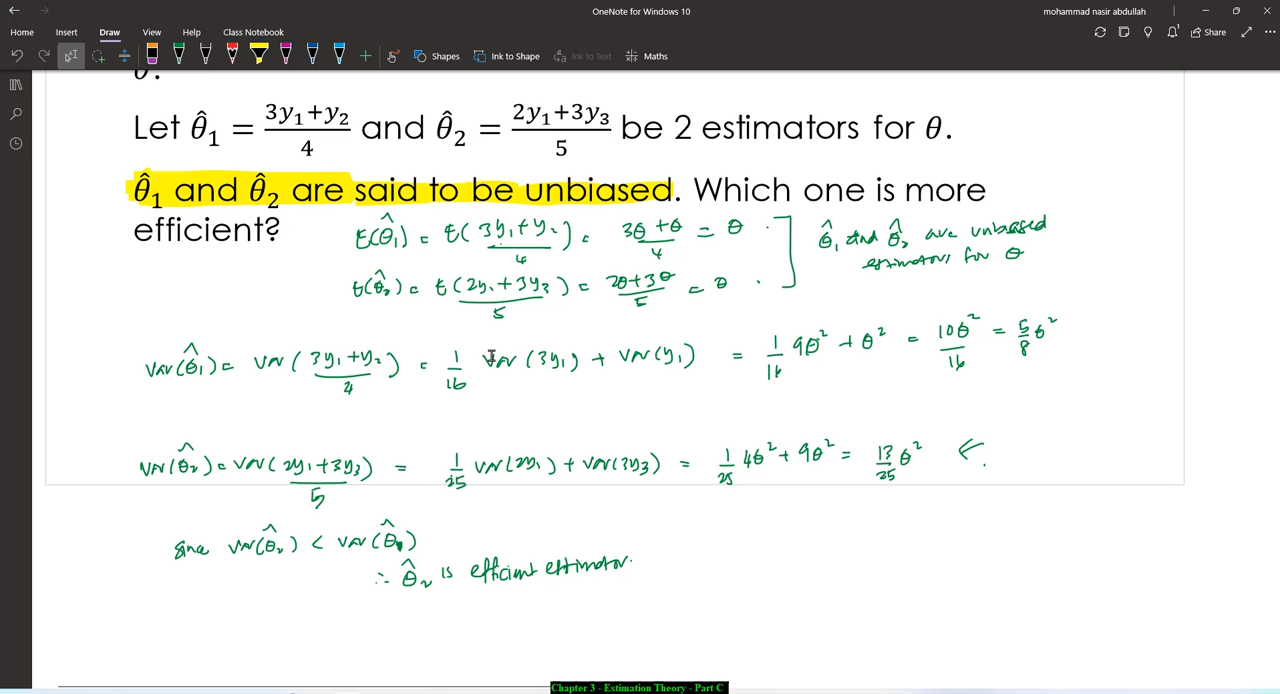 OneNote for Windows 10
mohammad nasir abdullah
Home Insert Draw View Help Class Notebook
Share
Shapes Ink to Shape Ink to Text Maths
θ.
Let θ̂₁ = (3y₁+y₂)/4 and θ̂₂ = (2y₁+3y₃)/5 be 2 estimators for θ.
θ̂₁ and θ̂₂ are said to be unbiased. Which one is more
efficient?
E(θ̂₁) = E((3y₁+y₂)/4) = (3θ+θ)/4 = θ
E(θ̂₂) = E((2y₁+3y₃)/5) = (2θ+3θ)/5 = θ
θ̂₁ and θ̂₂ are unbiased
estimators for θ
var(θ̂₁) = var((3y₁+y₂)/4) = 1/16 var(3y₁) + var(y₁) = 1/16 9θ² + θ² = 10θ²/16 = 5/8 θ²
var(θ̂₂) = var((2y₁+3y₃)/5) = 1/25 var(2y₁) + var(3y₃) = 1/25 4θ² + 9θ² = 13/25 θ² ←
since var(θ̂₂) < var(θ̂₁)
∴ θ̂₂ is efficient estimator.
Chapter 3 - Estimation Theory - Part C